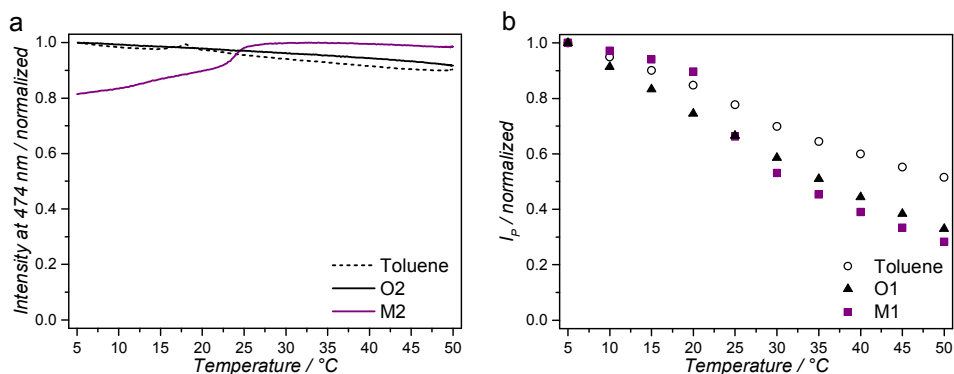 a
Intensity at 474 nm / normalized
1.0
0.8
0.6
0.4
0.2
0.0
Toluene
O2
M2
5 10 15 20 25 30 35 40 45 50
Temperature / °C
b
I_P / normalized
1.0
0.8
0.6
0.4
0.2
0.0
Toluene
O1
M1
5 10 15 20 25 30 35 40 45 50
Temperature / °C